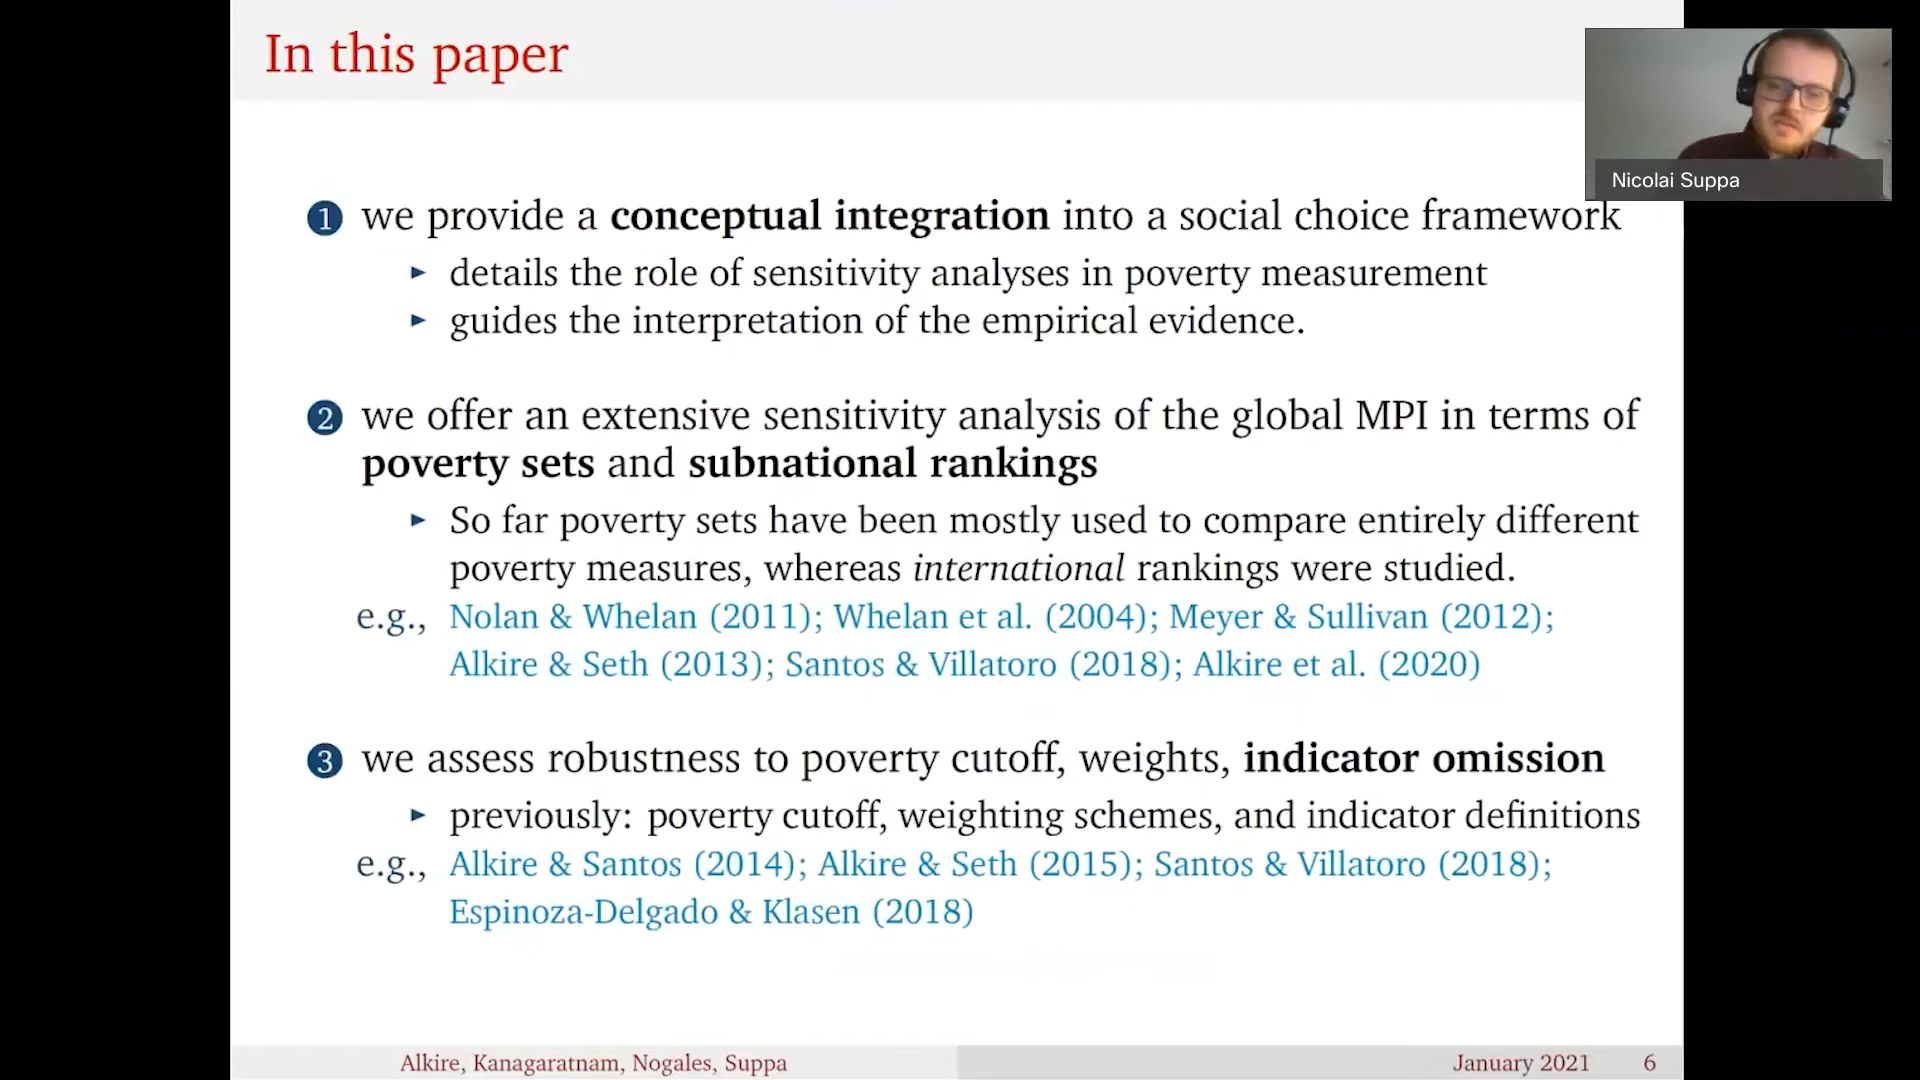 In this paper
Nicolai Suppa
1 we provide a conceptual integration into a social choice framework
► details the role of sensitivity analyses in poverty measurement
► guides the interpretation of the empirical evidence.
2 we offer an extensive sensitivity analysis of the global MPI in terms of
poverty sets and subnational rankings
► So far poverty sets have been mostly used to compare entirely different
poverty measures, whereas international rankings were studied.
e.g., Nolan & Whelan (2011); Whelan et al. (2004); Meyer & Sullivan (2012);
Alkire & Seth (2013); Santos & Villatoro (2018); Alkire et al. (2020)
3 we assess robustness to poverty cutoff, weights, indicator omission
► previously: poverty cutoff, weighting schemes, and indicator definitions
e.g., Alkire & Santos (2014); Alkire & Seth (2015); Santos & Villatoro (2018);
Espinoza-Delgado & Klasen (2018)
Alkire, Kanagaratnam, Nogales, Suppa
January 2021 6